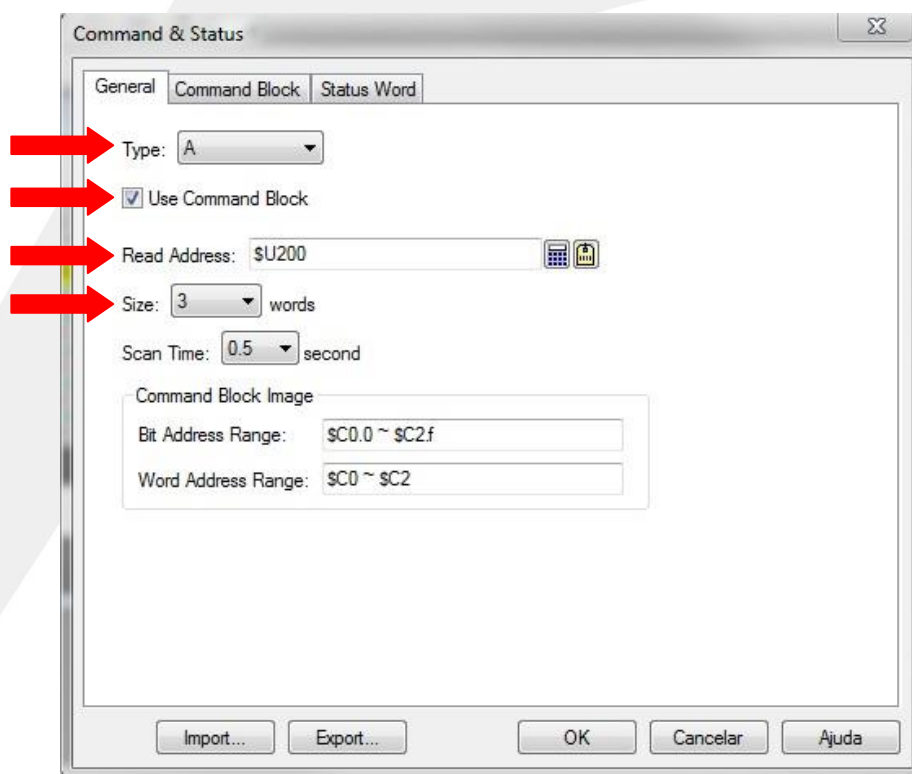 Command & Status
General Command Block Status Word
Type: A
Use Command Block
Read Address: $U200
Size: 3 words
Scan Time: 0.5 second
Command Block Image
Bit Address Range: $C0.0 ~ $C2.f
Word Address Range: $C0 ~ $C2
Import... Export... OK Cancelar Ajuda